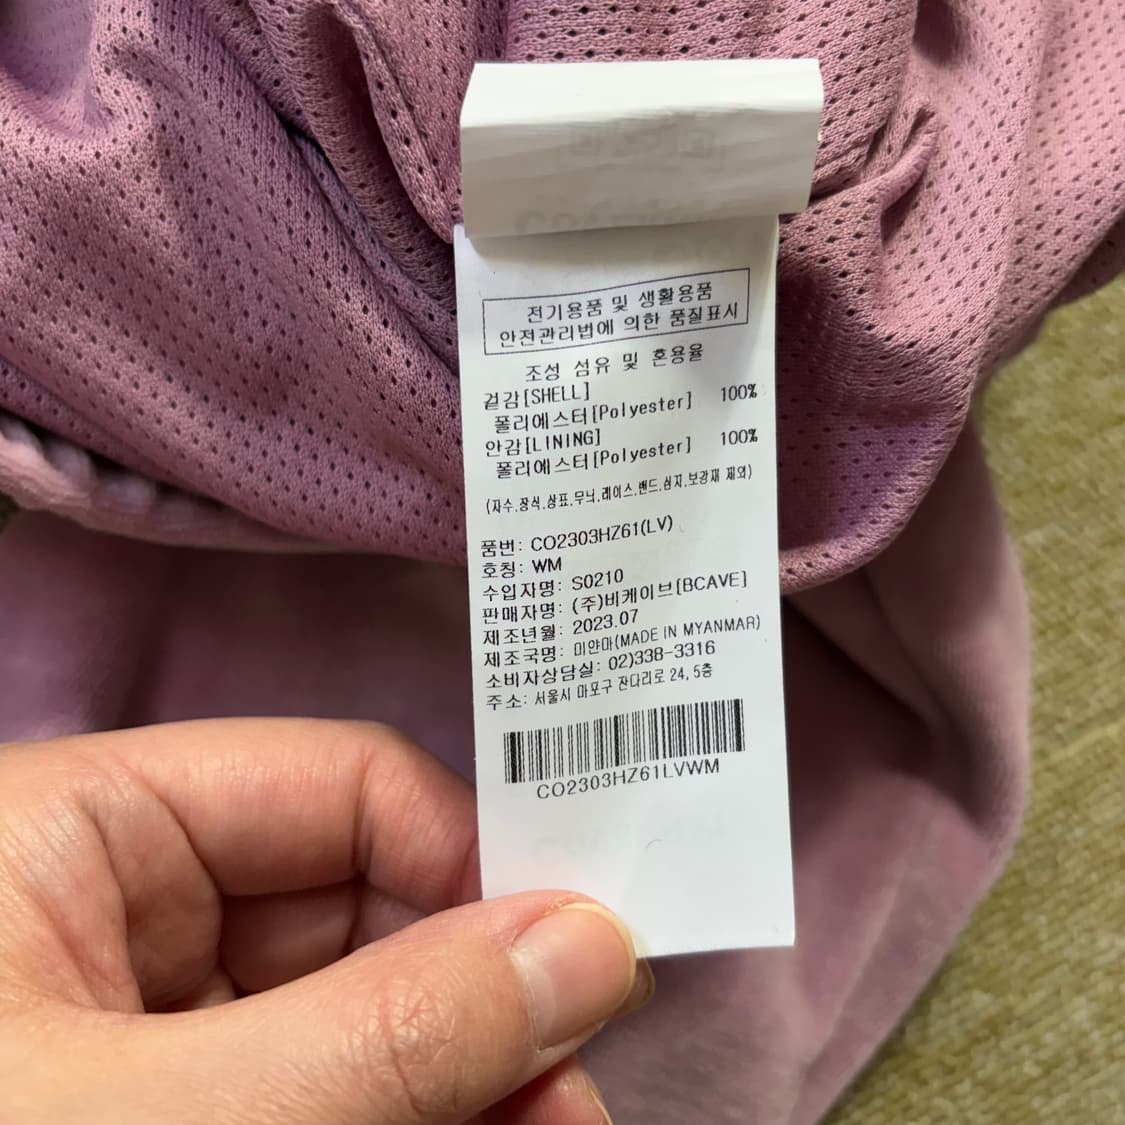 전기용품 및 생활용품
안전관리법에 의한 품질표시
조성 섬유 및 혼용율
겉감[SHELL]
폴리에스터[Polyester] 100%
안감[LINING]
폴리에스터[Polyester] 100%
(자수.장식.상표.무늬.레이스.밴드.심지.보강재 제외)
품번: CO2303HZ61(LV)
호칭: WM
수입자명: S0210
판매자명: (주)비케이브[BCAVE]
제조년월: 2023.07
제조국명: 미얀마(MADE IN MYANMAR)
소비자상담실: 02)338-3316
주소: 서울시 마포구 잔다리로 24, 5층
CO2303HZ61LVWM